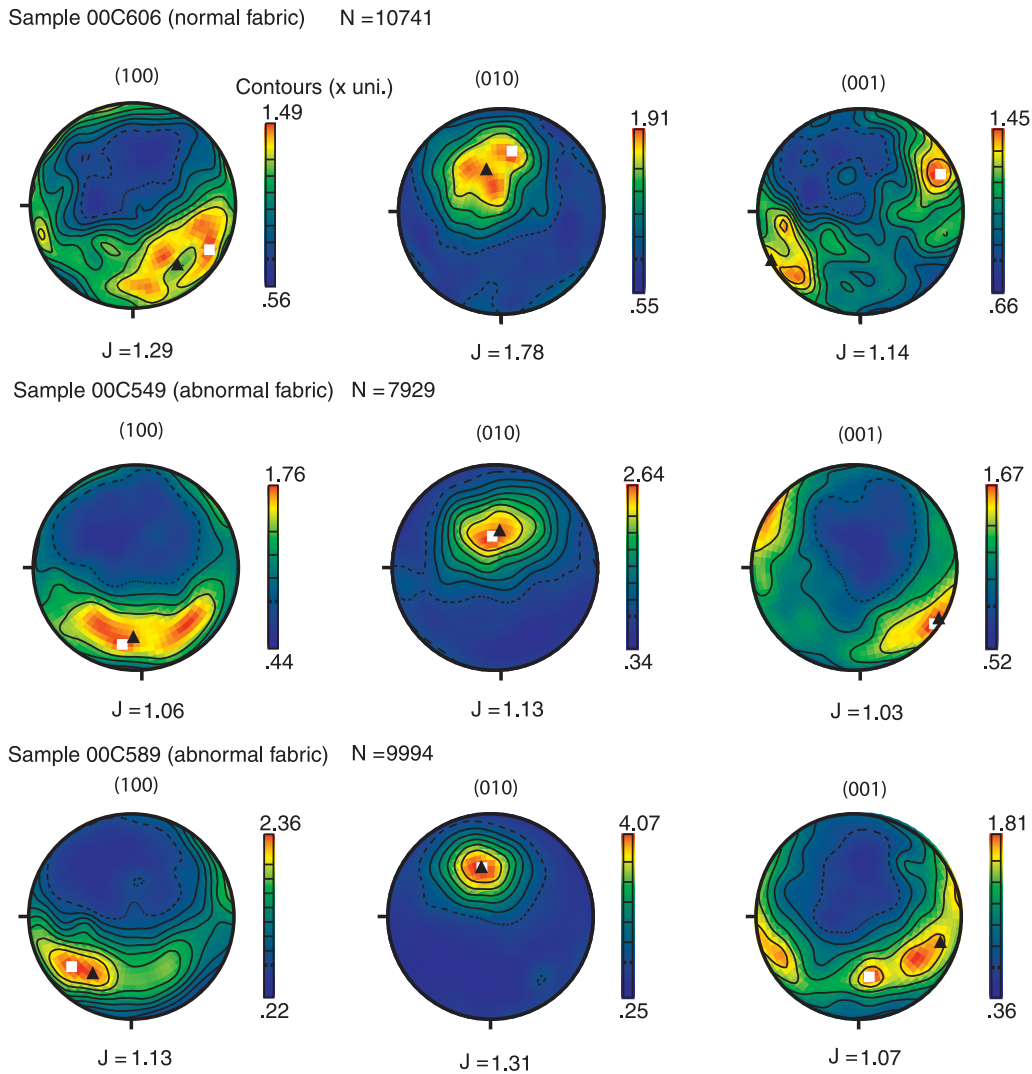 Sample 00C606 (normal fabric) N = 10741
(100) (010) (001)
Contours (x uni.)
1.49 1.91 1.45
.56 .55 .66
J = 1.29 J = 1.78 J = 1.14
Sample 00C549 (abnormal fabric) N = 7929
(100) (010) (001)
1.76 2.64 1.67
.44 .34 .52
J = 1.06 J = 1.13 J = 1.03
Sample 00C589 (abnormal fabric) N = 9994
(100) (010) (001)
2.36 4.07 1.81
.22 .25 .36
J = 1.13 J = 1.31 J = 1.07